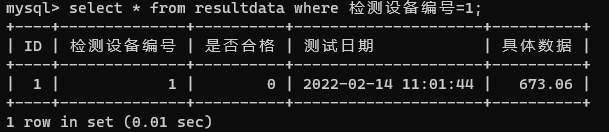 mysql> select * from resultdata where 检测设备编号=1;
+----+--------------+----------+---------------------+----------+
| ID | 检测设备编号 | 是否合格 | 测试日期            | 具体数据 |
+----+--------------+----------+---------------------+----------+
|  1 |            1 |        0 | 2022-02-14 11:01:44 |   673.06 |
+----+--------------+----------+---------------------+----------+
1 row in set (0.01 sec)